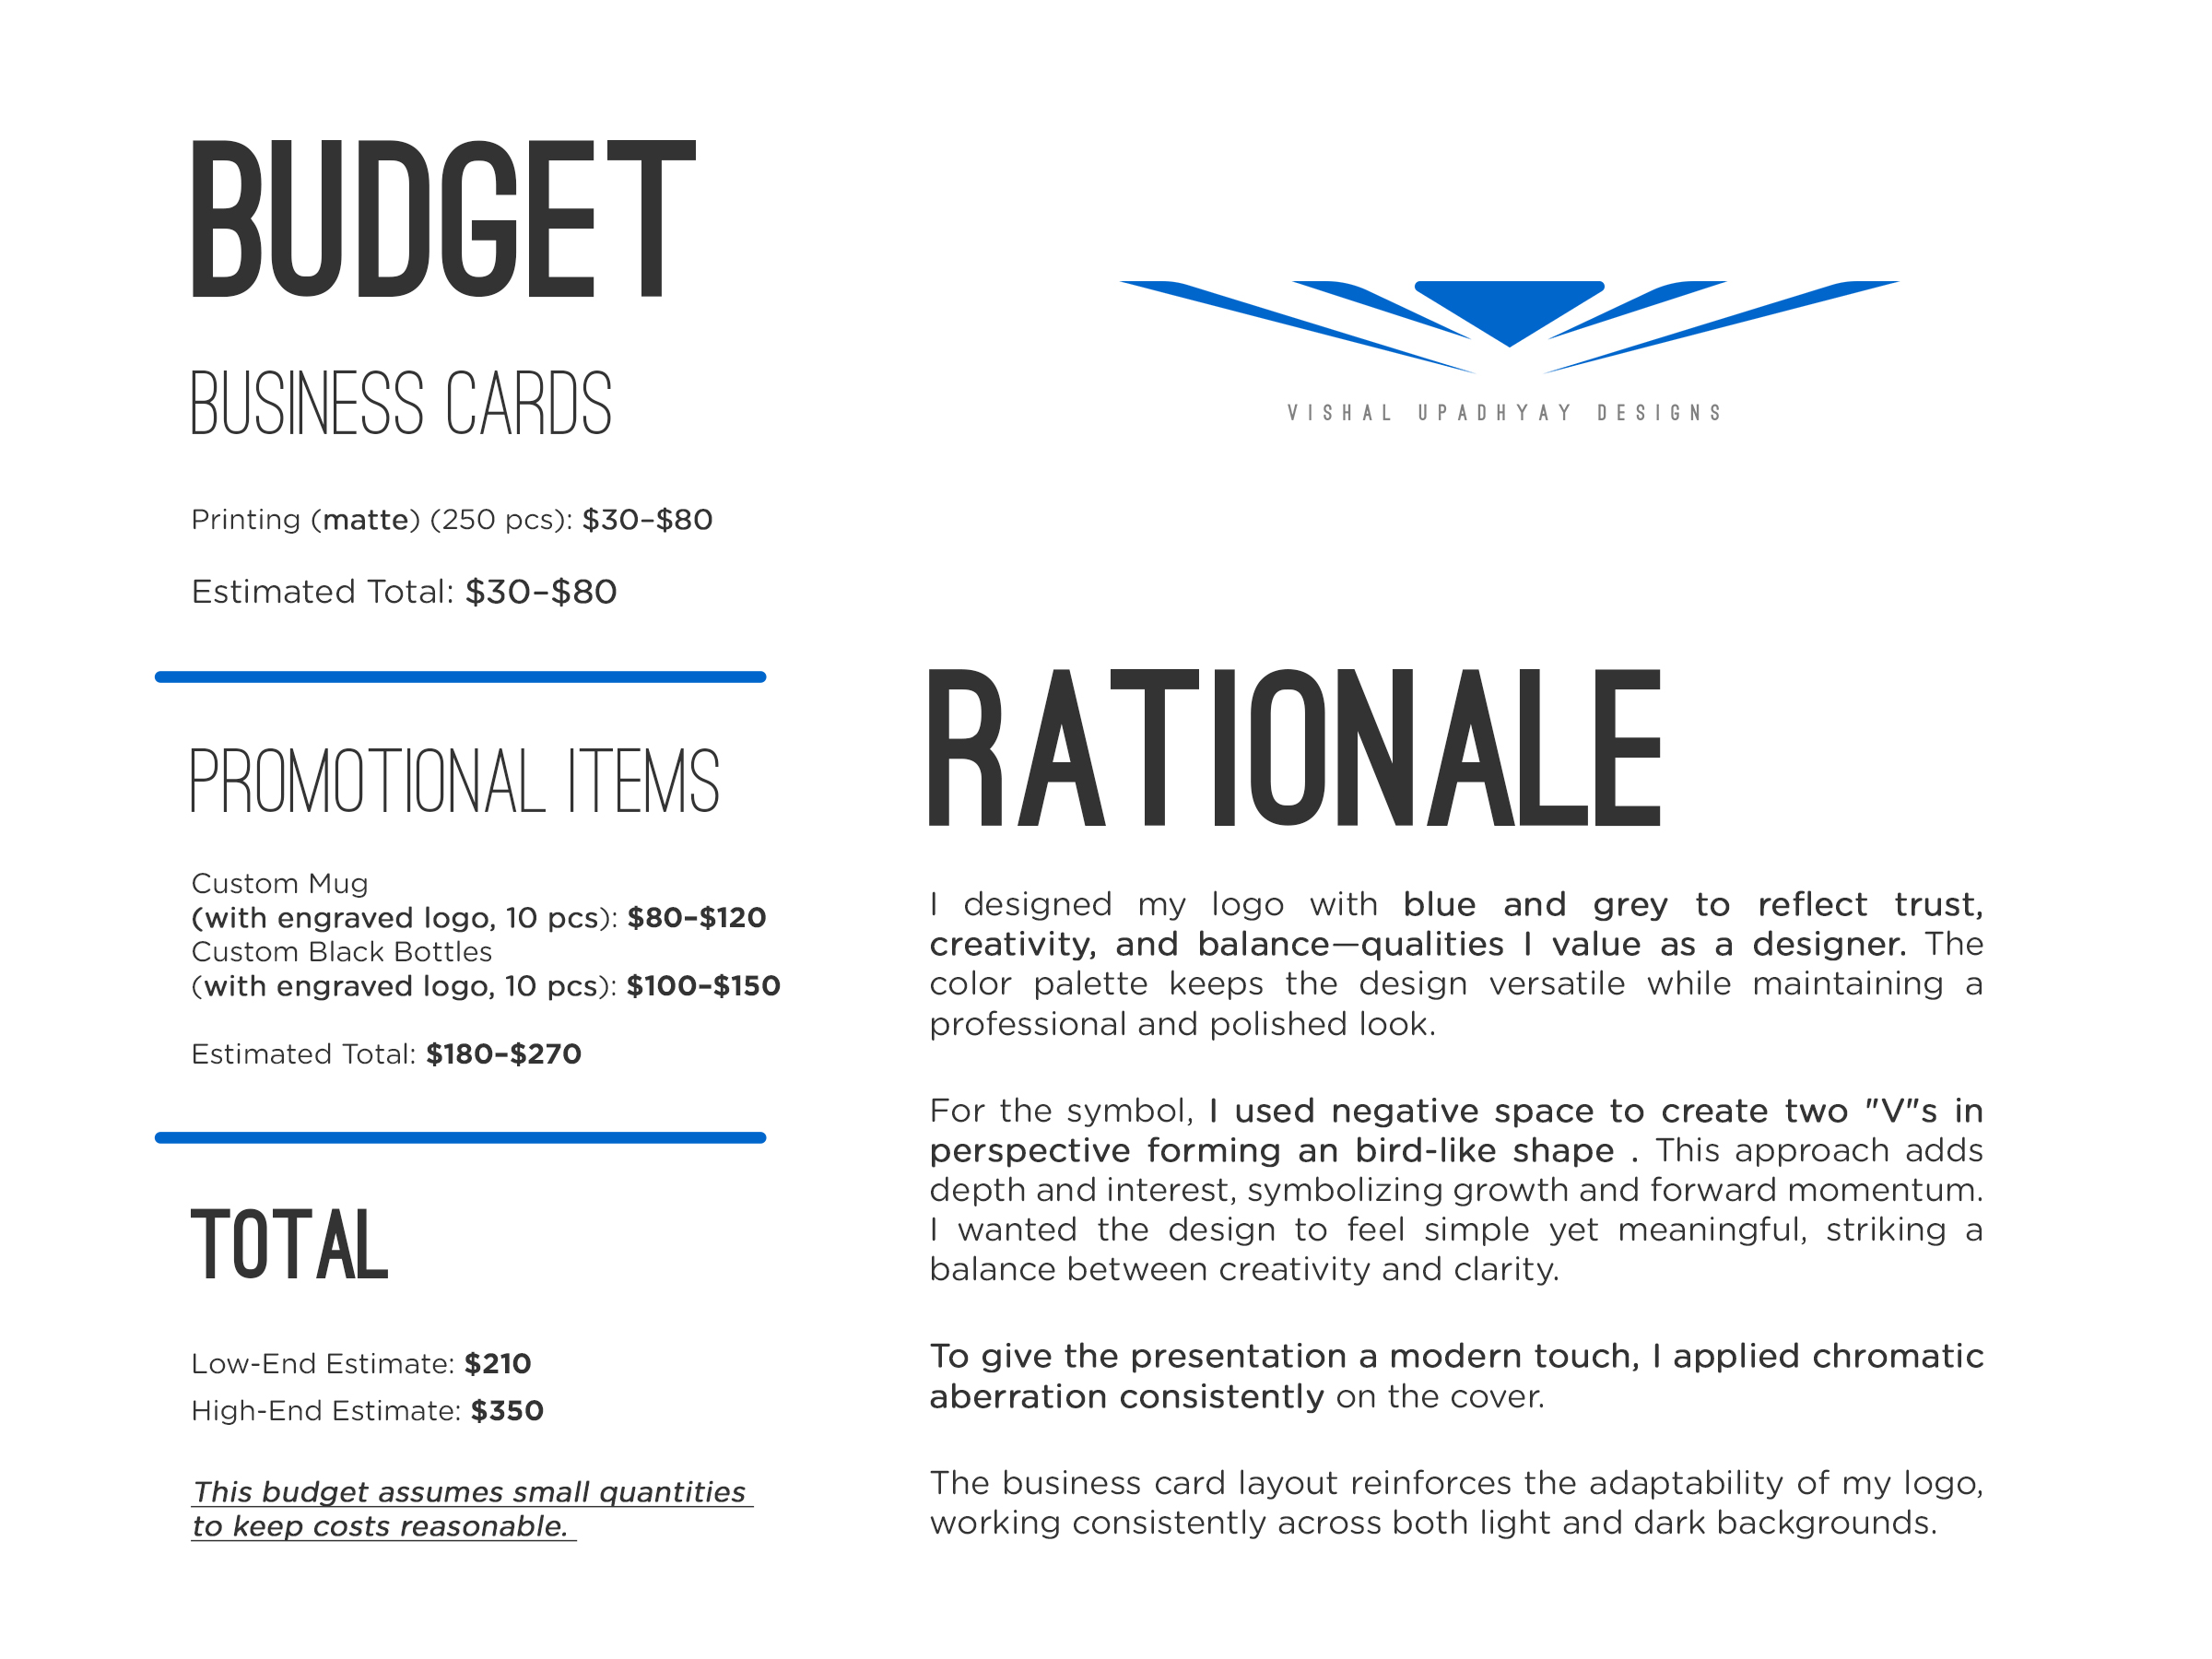 BUDGET
BUSINESS CARDS
Printing (matte) (250 pcs): $30–$80
Estimated Total: $30–$80
PROMOTIONAL ITEMS
Custom Mug
(with engraved logo, 10 pcs): $80–$120
Custom Black Bottles
(with engraved logo, 10 pcs): $100–$150
Estimated Total: $180–$270
TOTAL
Low-End Estimate: $210
High-End Estimate: $350
This budget assumes small quantities
to keep costs reasonable.
VISHAL UPADHYAY DESIGNS
RATIONALE
I designed my logo with blue and grey to reflect trust,
creativity, and balance—qualities I value as a designer. The
color palette keeps the design versatile while maintaining a
professional and polished look.
For the symbol, I used negative space to create two "V"s in
perspective forming an bird-like shape . This approach adds
depth and interest, symbolizing growth and forward momentum.
I wanted the design to feel simple yet meaningful, striking a
balance between creativity and clarity.
To give the presentation a modern touch, I applied chromatic
aberration consistently on the cover.
The business card layout reinforces the adaptability of my logo,
working consistently across both light and dark backgrounds.